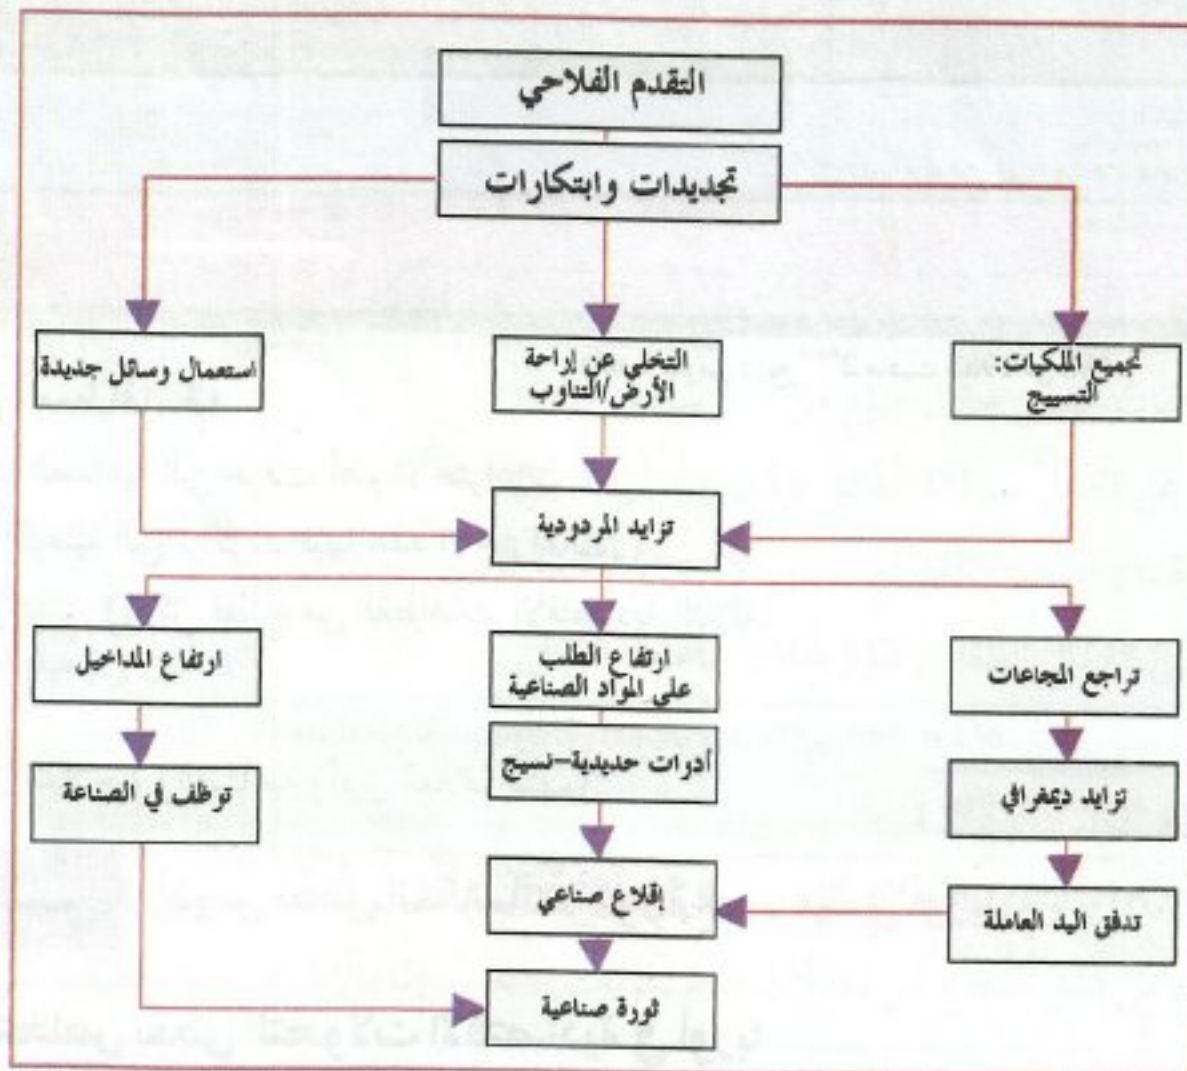 التقدم الفلاحي
تجديدات وابتكارات
تجميع الملكيات:
التسييج
التخلي عن إراحة
الأرض/التناوب
استعمال وسائل جديدة
تزايد المردودية
تراجع المجاعات
ارتفاع الطلب
على المواد الصناعية
ارتفاع المداخيل
أدوات حديدية-نسيج
تزايد ديمغرافي
توظف في الصناعة
إقلاع صناعي
تدفق اليد العاملة
ثورة صناعية